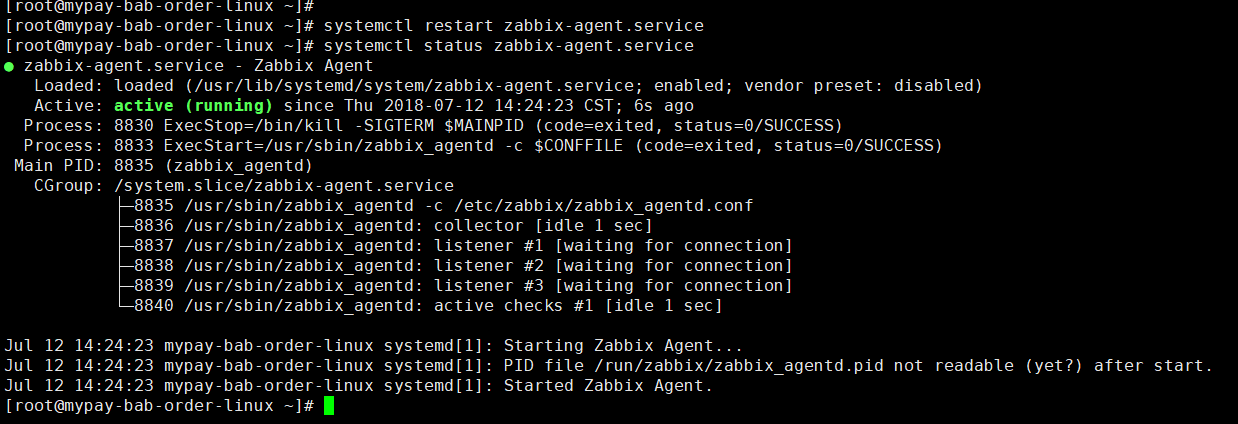 [root@mypay-bab-order-linux ~]#
[root@mypay-bab-order-linux ~]# systemctl restart zabbix-agent.service
[root@mypay-bab-order-linux ~]# systemctl status zabbix-agent.service
● zabbix-agent.service - Zabbix Agent
   Loaded: loaded (/usr/lib/systemd/system/zabbix-agent.service; enabled; vendor preset: disabled)
   Active: active (running) since Thu 2018-07-12 14:24:23 CST; 6s ago
  Process: 8830 ExecStop=/bin/kill -SIGTERM $MAINPID (code=exited, status=0/SUCCESS)
  Process: 8833 ExecStart=/usr/sbin/zabbix_agentd -c $CONFFILE (code=exited, status=0/SUCCESS)
 Main PID: 8835 (zabbix_agentd)
   CGroup: /system.slice/zabbix-agent.service
           ├─8835 /usr/sbin/zabbix_agentd -c /etc/zabbix/zabbix_agentd.conf
           ├─8836 /usr/sbin/zabbix_agentd: collector [idle 1 sec]
           ├─8837 /usr/sbin/zabbix_agentd: listener #1 [waiting for connection]
           ├─8838 /usr/sbin/zabbix_agentd: listener #2 [waiting for connection]
           ├─8839 /usr/sbin/zabbix_agentd: listener #3 [waiting for connection]
           └─8840 /usr/sbin/zabbix_agentd: active checks #1 [idle 1 sec]

Jul 12 14:24:23 mypay-bab-order-linux systemd[1]: Starting Zabbix Agent...
Jul 12 14:24:23 mypay-bab-order-linux systemd[1]: PID file /run/zabbix/zabbix_agentd.pid not readable (yet?) after start.
Jul 12 14:24:23 mypay-bab-order-linux systemd[1]: Started Zabbix Agent.
[root@mypay-bab-order-linux ~]#